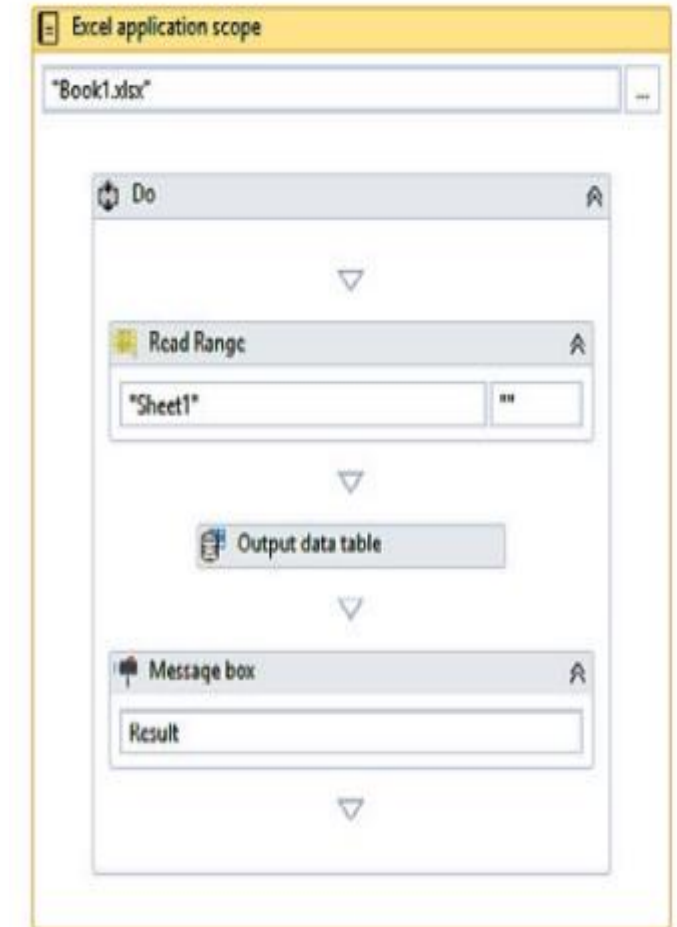 Excel application scope
"Book1.xlsx"
...
Do
Read Range
"Sheet1"
""
Output data table
Message box
Result